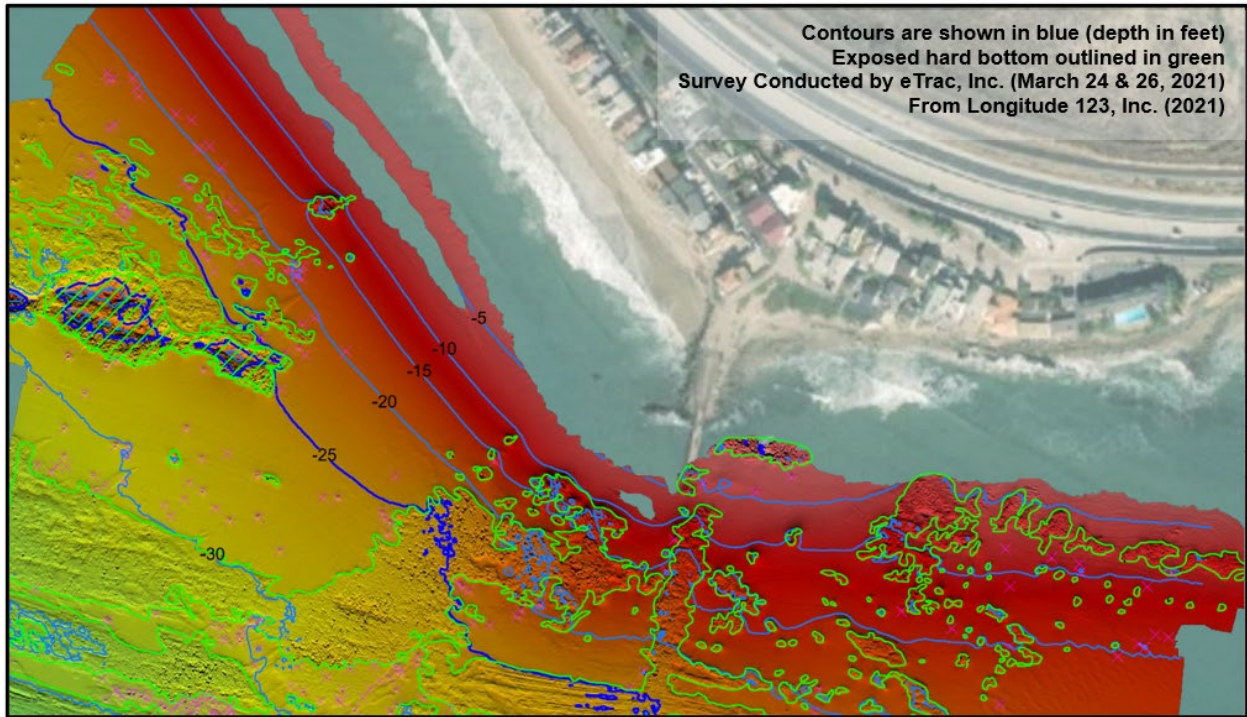 Contours are shown in blue (depth in feet)
Exposed hard bottom outlined in green
Survey Conducted by eTrac, Inc. (March 24 & 26, 2021)
From Longitude 123, Inc. (2021)
-5
-10
-15
-20
-25
-30